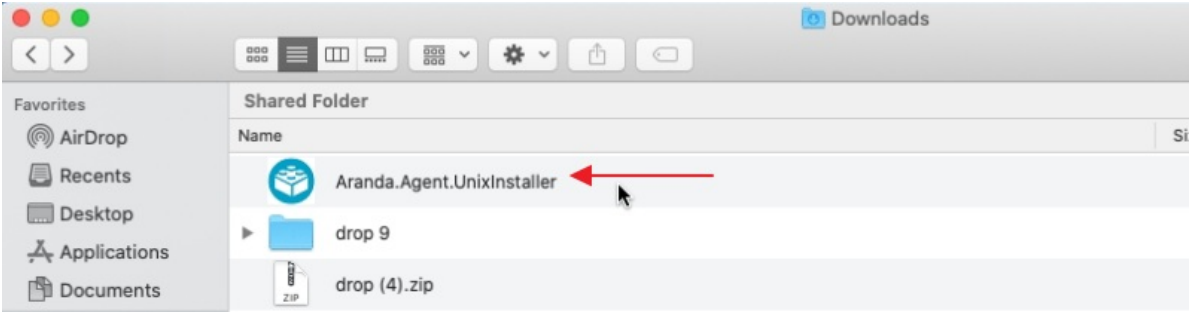 Downloads
Favorites
AirDrop
Recents
Desktop
Applications
Documents
Shared Folder
Name
Aranda.Agent.UnixInstaller
drop 9
drop (4).zip
ZIP